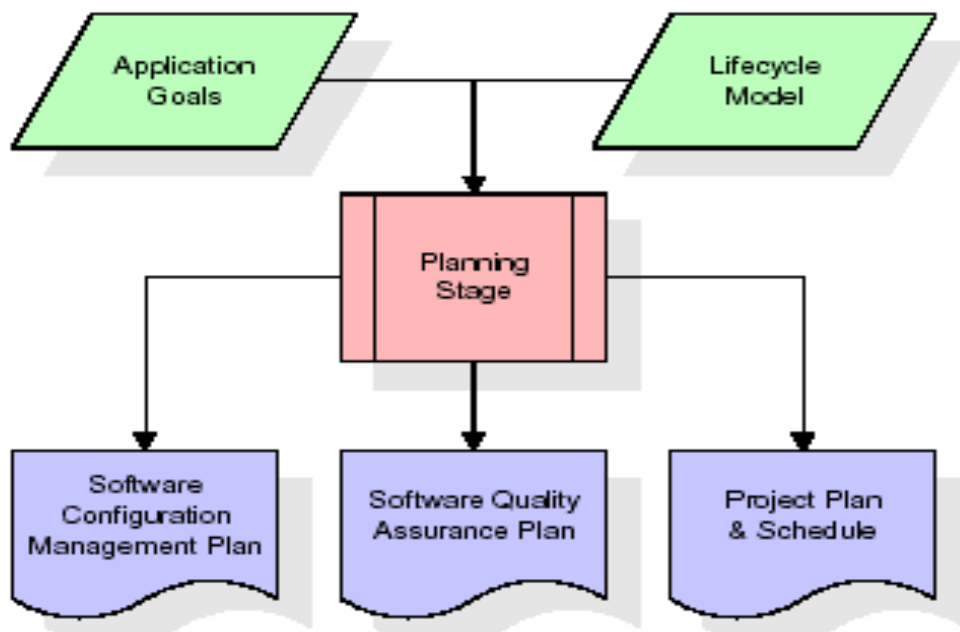 Application
Goals
Lifecycle
Model
Planning
Stage
Software
Configuration
Management Plan
Software Quality
Assurance Plan
Project Plan
& Schedule